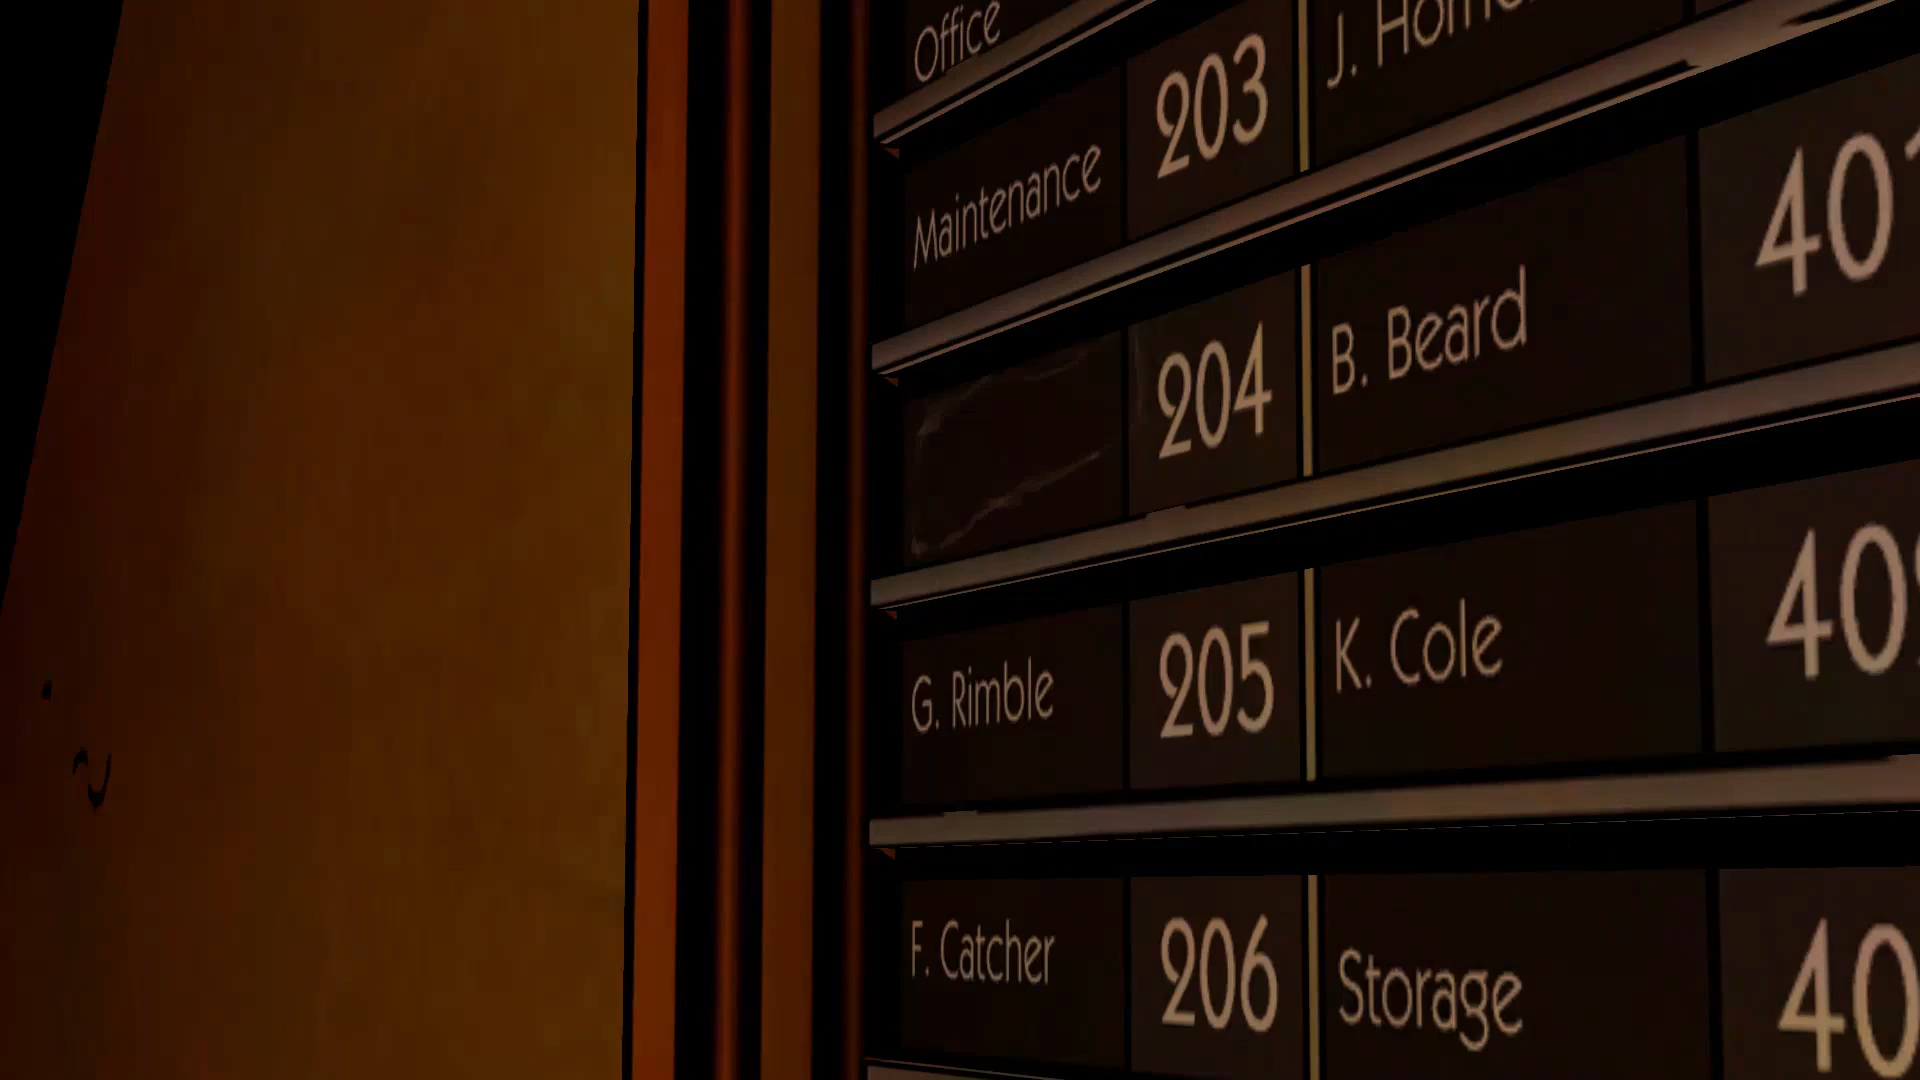 Office
Maintenance 203 J.
204 B. Beard 401
G. Rimble 205 K. Cole
F. Catcher 206 Storage